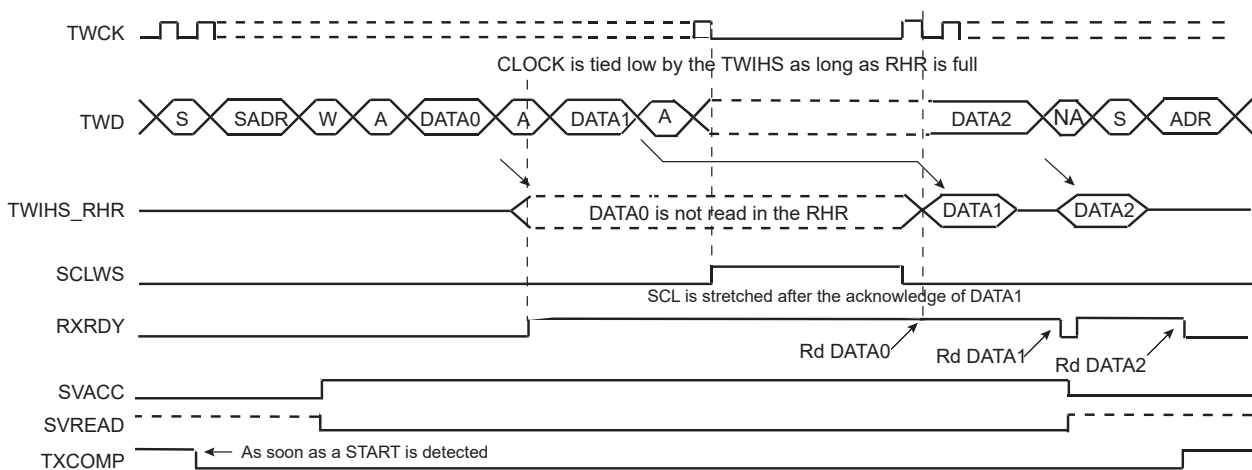 TWCK
CLOCK is tied low by the TWIHS as long as RHR is full
TWD S SADR W A DATA0 A DATA1 A DATA2 NA S ADR
TWIHS_RHR DATA0 is not read in the RHR DATA1 DATA2
SCLWS
SCL is stretched after the acknowledge of DATA1
RXRDY
Rd DATA0 Rd DATA1 Rd DATA2
SVACC
SVREAD
As soon as a START is detected
TXCOMP